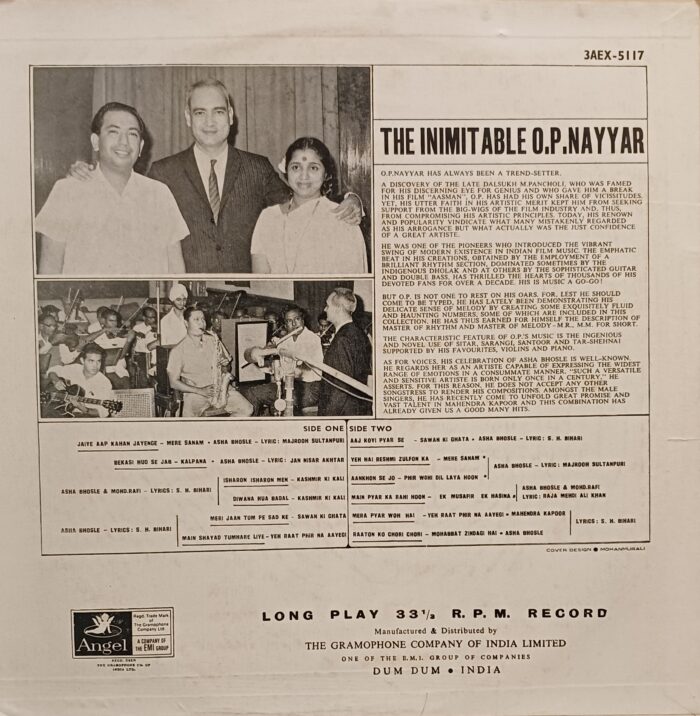 3AEX-5117
THE INIMITABLE O.P.NAYYAR
O.P.NAYYAR HAS ALWAYS BEEN A TREND-SETTER.
A DISCOVERY OF THE LATE DALSUKH M.PANCHOLI, WHO WAS FAMED
FOR HIS DISCERNING EYE FOR GENIUS AND WHO GAVE HIM A BREAK
IN HIS FILM "AASMAN", O.P. HAS HAD HIS OWN SHARE OF VICISSITUDES.
YET, HIS UTTER FAITH IN HIS ARTISTIC MERIT KEPT HIM FROM SEEKING
SUPPORT FROM THE BIG-WIGS OF THE FILM INDUSTRY AND, THUS,
FROM COMPROMISING HIS ARTISTIC PRINCIPLES. TODAY, HIS RENOWN
AND POPULARITY VINDICATE WHAT MANY MISTAKENLY REGARDED
AS HIS ARROGANCE BUT WHAT ACTUALLY WAS THE JUST CONFIDENCE
OF A GREAT ARTISTE.
HE WAS ONE OF THE PIONEERS WHO INTRODUCED THE VIBRANT
SWING OF MODERN EXISTENCE IN INDIAN FILM MUSIC. THE EMPHATIC
BEAT IN HIS CREATIONS, OBTAINED BY THE EMPLOYMENT OF A
BRILLIANT RHYTHM SECTION, DOMINATED SOMETIMES BY THE
INDIGENOUS DHOLAK AND AT OTHERS BY THE SOPHISTICATED GUITAR
AND DOUBLE BASS, HAS THRILLED THE HEARTS OF THOUSANDS OF HIS
DEVOTED FANS FOR OVER A DECADE. HIS IS MUSIC A GO-GO!
BUT O.P. IS NOT ONE TO REST ON HIS OARS. FOR, LEST HE SHOULD
COME TO BE TYPED, HE HAS LATELY BEEN DEMONSTRATING HIS
DELICATE SENSE OF MELODY BY CREATING SOME EXQUISITELY FLUID
AND HAUNTING NUMBERS, SOME OF WHICH ARE INCLUDED IN THIS
COLLECTION. HE HAS THUS EARNED FOR HIMSELF THE DESCRIPTION OF
MASTER OF RHYTHM AND MASTER OF MELODY - M.R., M.M. FOR SHORT.
THE CHARACTERISTIC FEATURE OF O.P.'S MUSIC IS THE INGENIOUS
AND NOVEL USE OF SITAR, SARANGI, SANTOOR AND TAR-SHEHNAI
SUPPORTED BY HIS FAVOURITES, VIOLINS AND PIANO.
AS FOR VOICES, HIS CELEBRATION OF ASHA BHOSLE IS WELL-KNOWN.
HE REGARDS HER AS AN ARTISTE CAPABLE OF EXPRESSING THE WIDEST
RANGE OF EMOTIONS IN A CONSUMMATE MANNER. "SUCH A VERSATILE
AND SENSITIVE ARTISTE IS BORN ONLY ONCE IN A CENTURY," HE
ASSERTS. FOR THIS REASON, HE DOES NOT ACCEPT ANY OTHER
SONGSTRESS TO RENDER HIS COMPOSITIONS. AMONGST THE MALE
SINGERS, HE HAS RECENTLY COME TO UNFOLD GREAT PROMISE AND
VAST TALENT IN MAHENDRA KAPOOR AND THIS COMBINATION HAS
ALREADY GIVEN US A GOOD MANY HITS.
SIDE ONE
JAIYE AAP KAHAN JAYENGE - MERE SANAM • ASHA BHOSLE - LYRIC: MAJROOH SULTANPURI
BEKASI HUD SE JAB - KALPANA • ASHA BHOSLE - LYRIC: JAN NISAR AKHTAR
ISHARON ISHARON MEN - KASHMIR KI KALI
ASHA BHOSLE & MOHD.RAFI - LYRICS: S. H. BIHARI
DIWANA HUA BADAL - KASHMIR KI KALI
MERI JAAN TUM PE SAD KE - SAWAN KI GHATA
ASHA BHOSLE - LYRICS: S. H. BIHARI
MAIN SHAYAD TUMHARE LIYE - YEH RAAT PHIR NA AAYEGI
SIDE TWO
AAJ KOYI PYAR SE - SAWAN KI GHATA • ASHA BHOSLE - LYRIC: S. H. BIHARI
YEH HAI RESHMI ZULFON KA - MERE SANAM •
ASHA BHOSLE - LYRIC: MAJROOH SULTANPURI
AANKHON SE JO - PHIR WOHI DIL LAYA HOON •
MAIN PYAR KA RAHI HOON - EK MUSAFIR EK HASINA •
ASHA BHOSLE & MOHD.RAFI
LYRIC: RAJA MEHDI ALI KHAN
MERA PYAR WOH HAI - YEH RAAT PHIR NA AAYEGI • MAHENDRA KAPOOR
LYRICS: S. H. BIHARI
RAATON KO CHORI CHORI - MOHABBAT ZINDAGI HAI • ASHA BHOSLE
COVER DESIGN • MOHANMURALI
Angel
Regd. Trade Mark
of The Gramophone
Company Ltd
A COMPANY OF
THE EMI GROUP
REGD. USER
THE GRAMOPHONE CO. OF
INDIA LTD.
LONG PLAY 33 1/3 R.P.M. RECORD
Manufactured & Distributed by
THE GRAMOPHONE COMPANY OF INDIA LIMITED
ONE OF THE E.M.I. GROUP OF COMPANIES
DUM DUM • INDIA